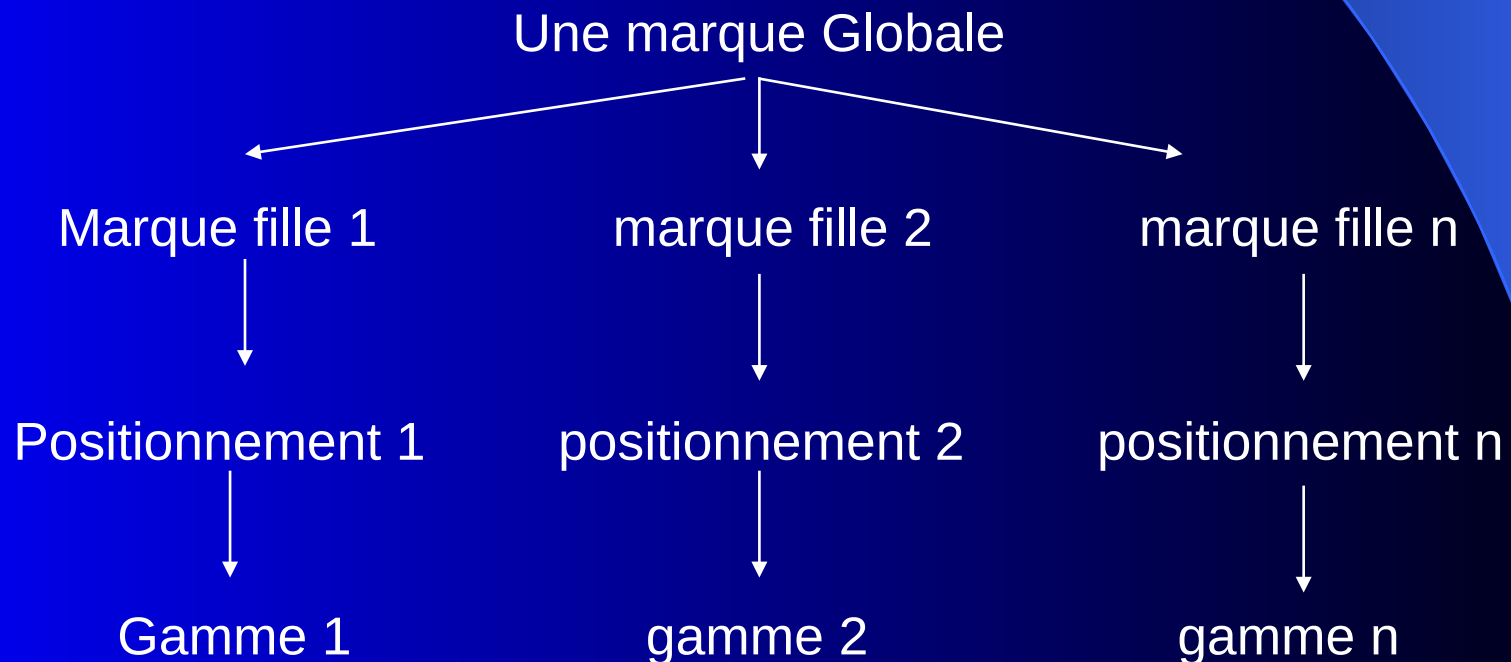 Une marque Globale
Marque fille 1 marque fille 2 marque fille n
Positionnement 1 positionnement 2 positionnement n
Gamme 1 gamme 2 gamme n